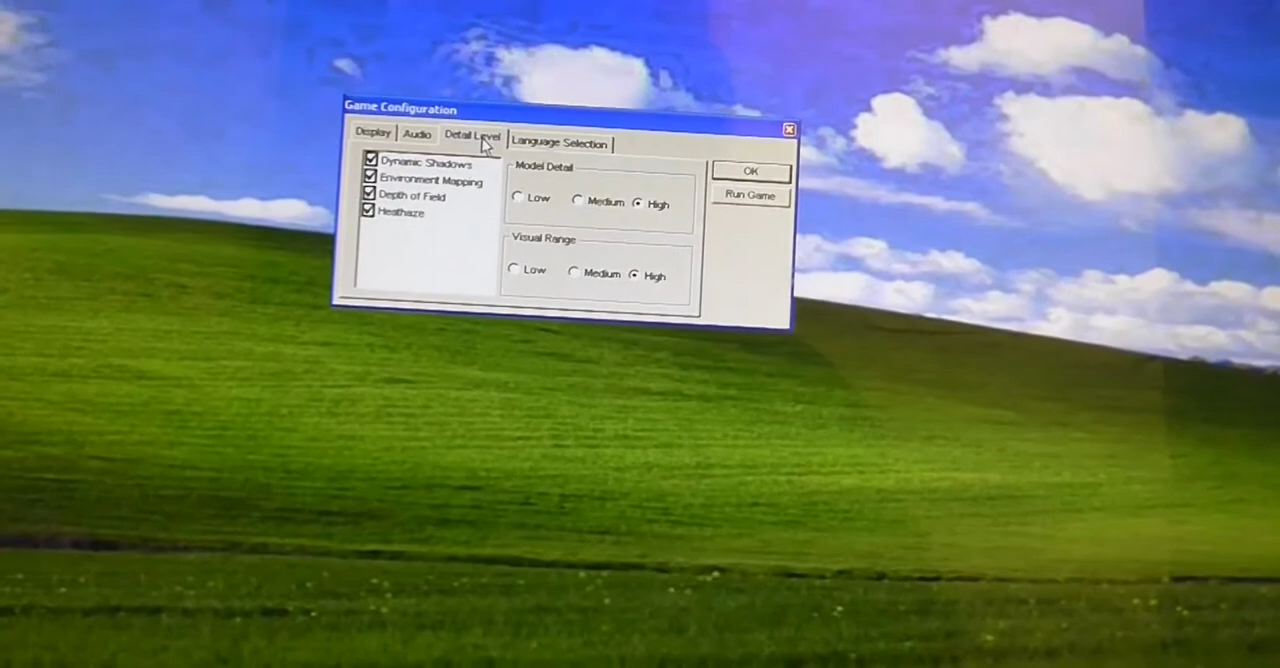 Game Configuration
Display Audio Detail Level Language Selection
Dynamic Shadows
Environment Mapping
Depth of Field
Heathaze
Model Detail
Low Medium High
Visual Range
Low Medium High
OK
Run Game